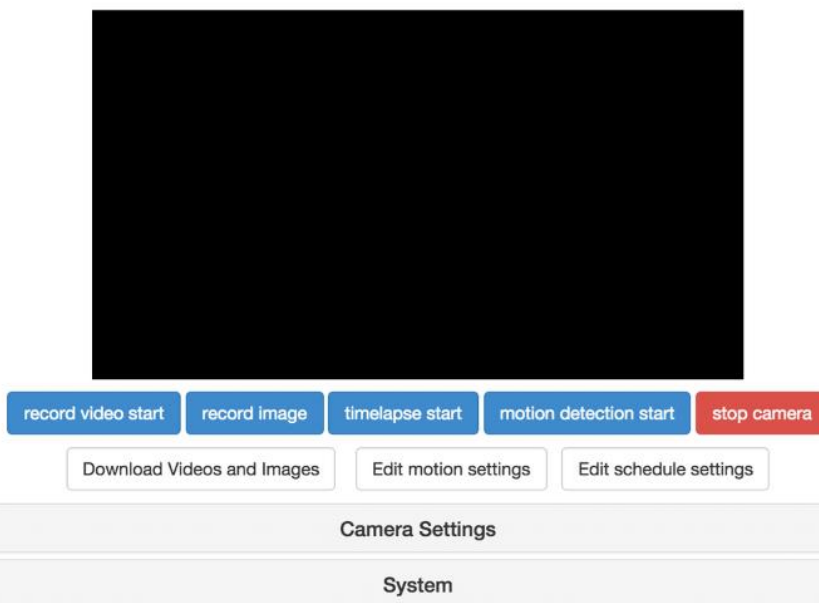 record video start record image timelapse start motion detection start stop camera
Download Videos and Images Edit motion settings Edit schedule settings
Camera Settings
System